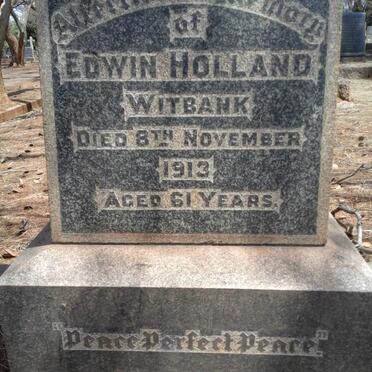 of
EDWIN HOLLAND
WITBANK
DIED 8TH NOVEMBER
1913
AGED 61 YEARS.
"Peace Perfect Peace."